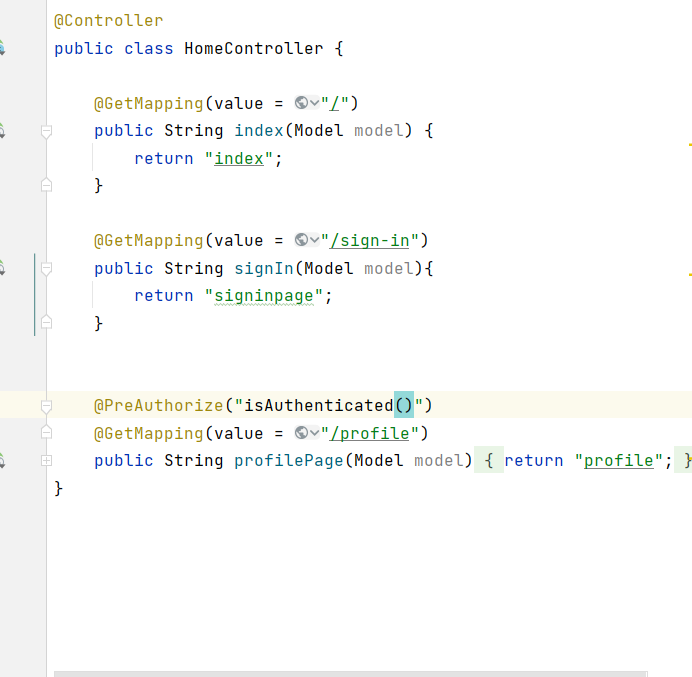 @Controller
public class HomeController {
@GetMapping(value = "/")
public String index(Model model) {
return "index";
}
@GetMapping(value = "/sign-in")
public String signIn(Model model){
return "signinpage";
}
@PreAuthorize("isAuthenticated()")
@GetMapping(value = "/profile")
public String profilePage(Model model) { return "profile"; }
}